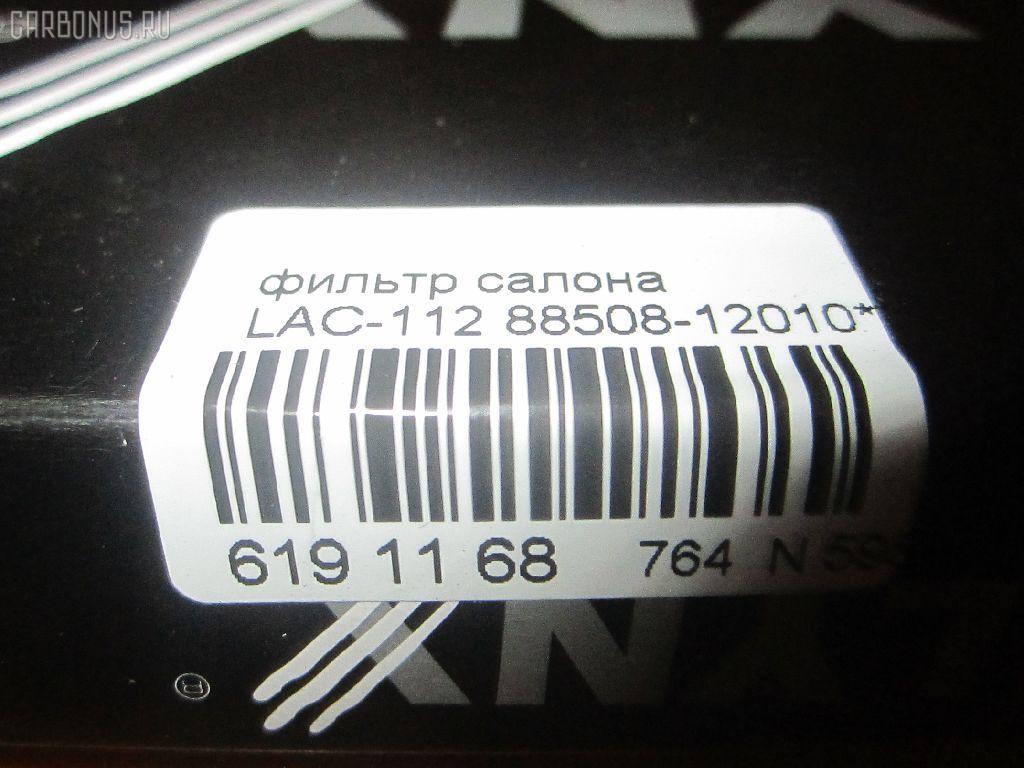 CARBONUS.RU
фильтр салона
LAC-112 88508-12010*
619 11 68 764 N